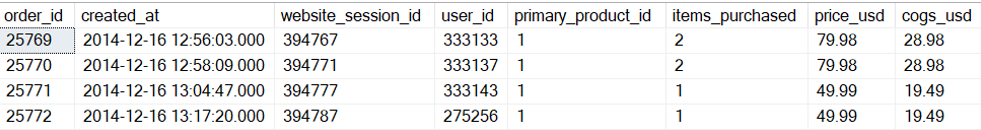 order_id created_at website_session_id user_id primary_product_id items_purchased price_usd cogs_usd
25769 2014-12-16 12:56:03.000 394767 333133 1 2 79.98 28.98
25770 2014-12-16 12:58:09.000 394771 333137 1 2 79.98 28.98
25771 2014-12-16 13:04:47.000 394777 333143 1 1 49.99 19.49
25772 2014-12-16 13:17:20.000 394787 275256 1 1 49.99 19.49